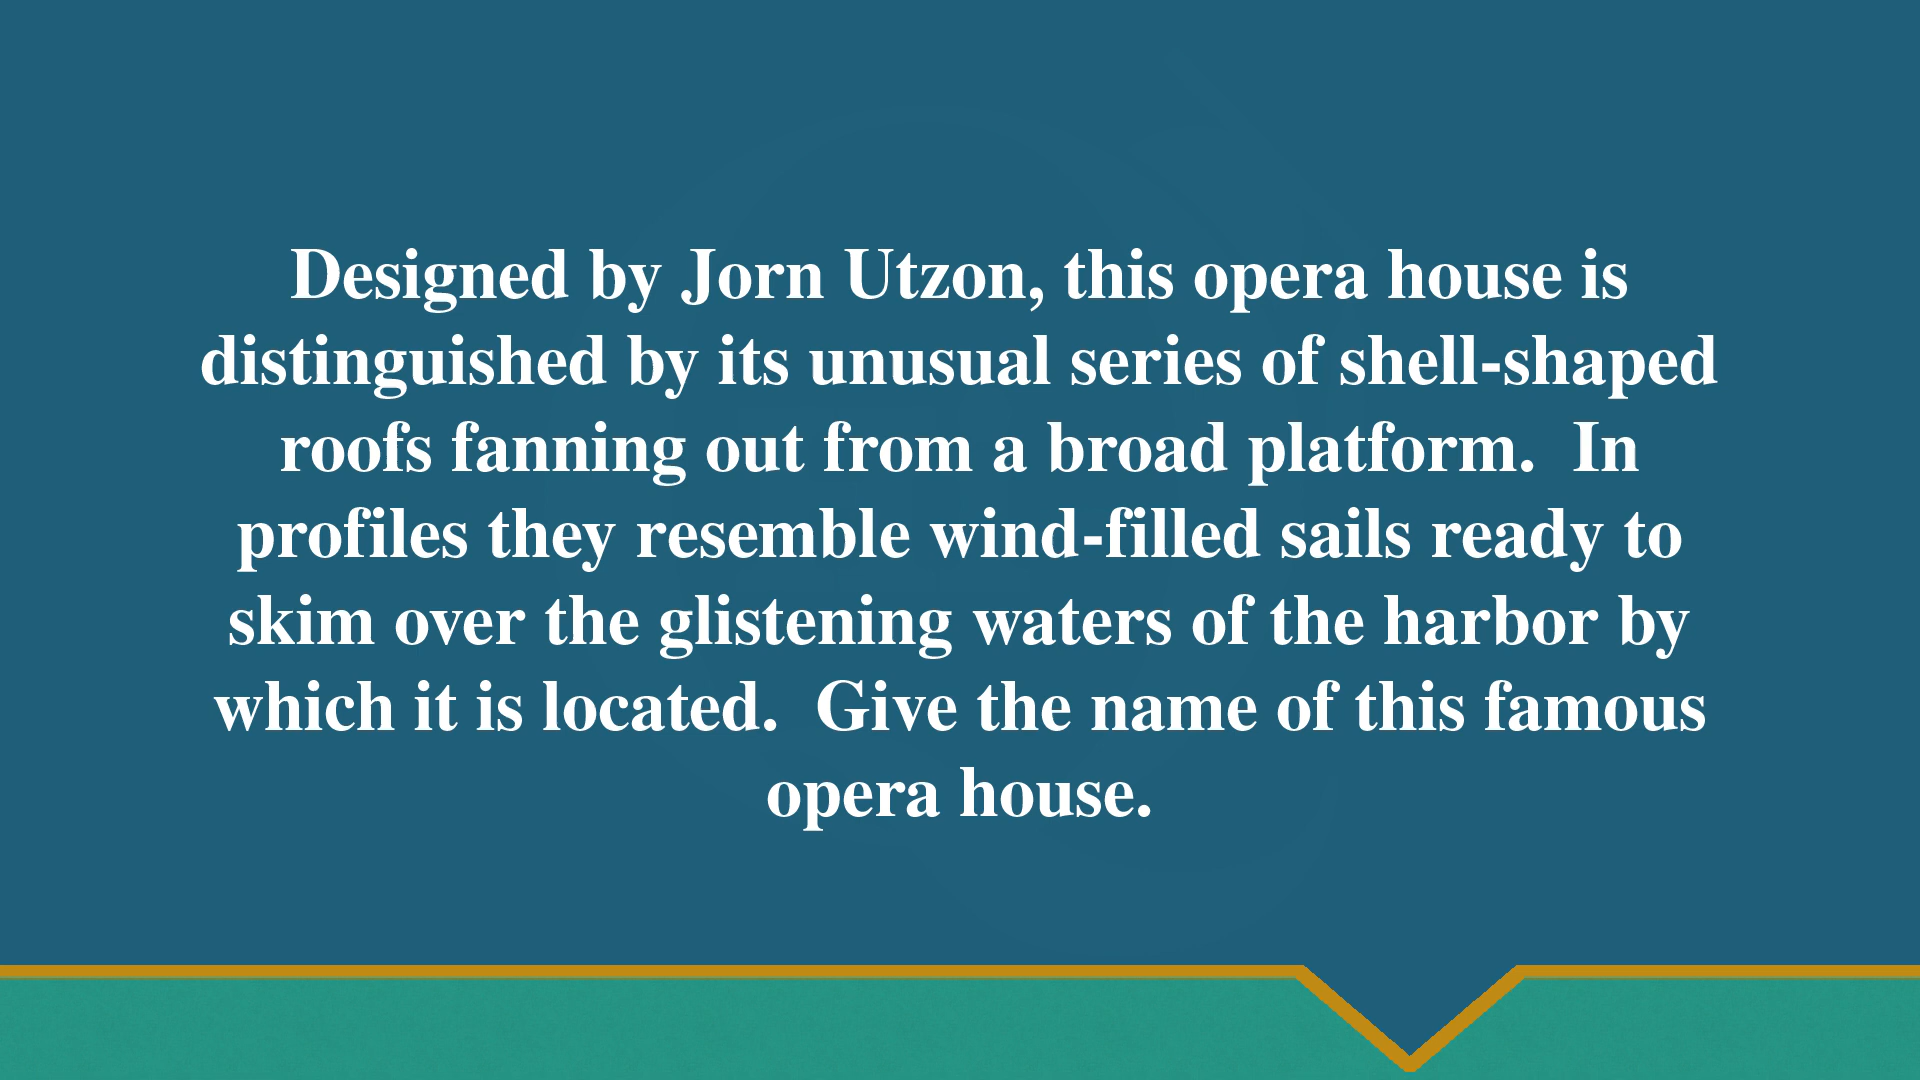 Designed by Jorn Utzon, this opera house is
distinguished by its unusual series of shell-shaped
roofs fanning out from a broad platform.  In
profiles they resemble wind-filled sails ready to
skim over the glistening waters of the harbor by
which it is located.  Give the name of this famous
opera house.